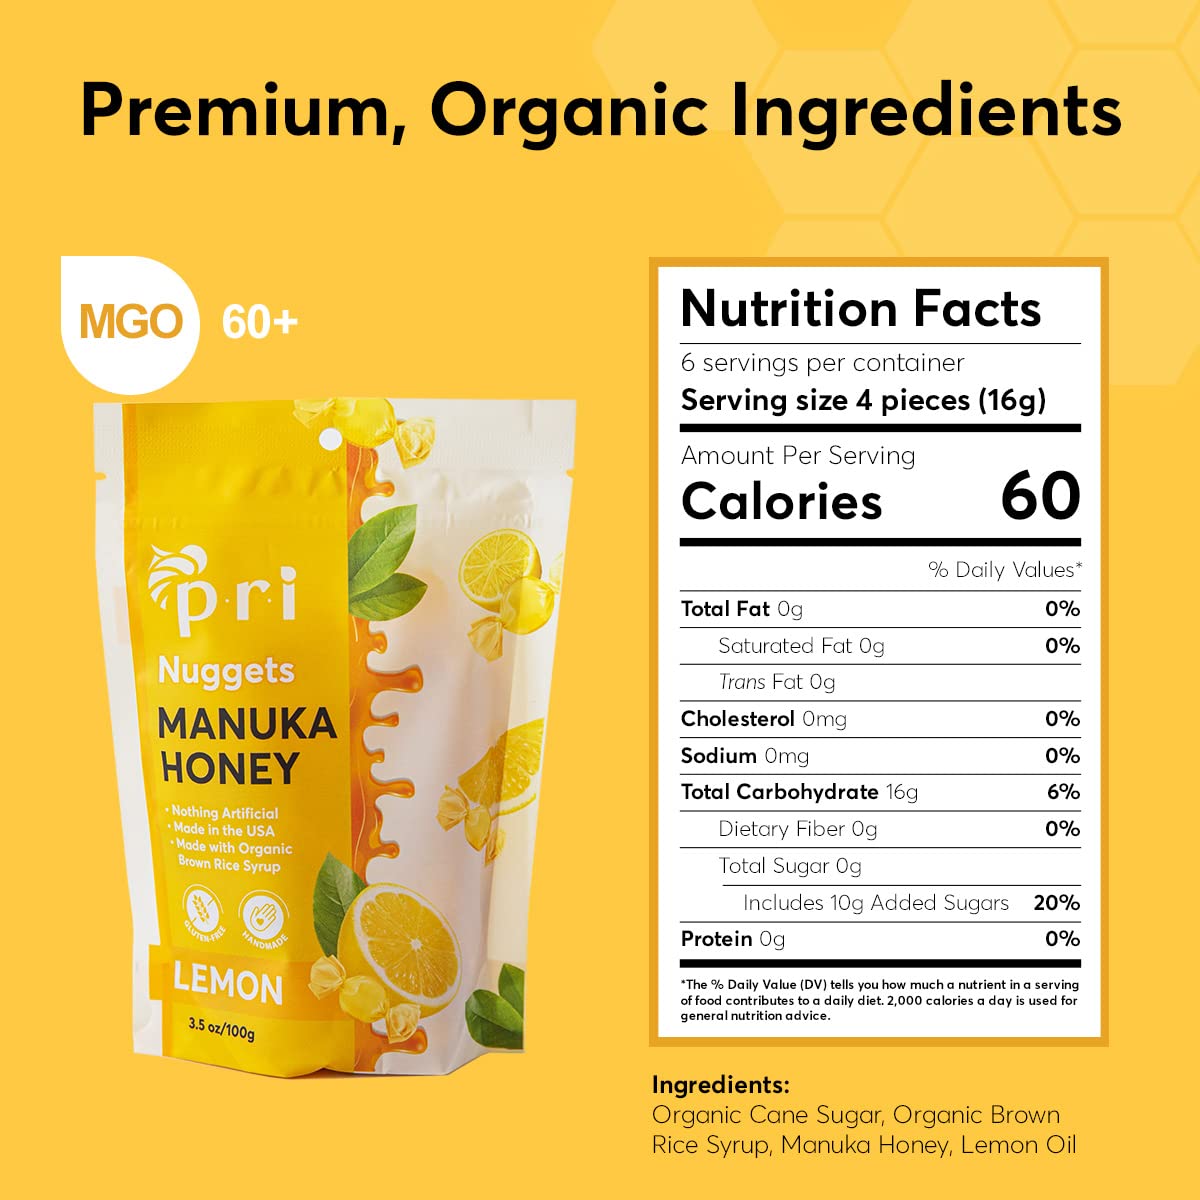 Premium, Organic Ingredients
MGO 60+
p·r·i
Nuggets
MANUKA
HONEY
• Nothing Artificial
• Made in the USA
• Made with Organic
Brown Rice Syrup
GLUTEN-FREE
HANDMADE
LEMON
3.5 oz/100g
Nutrition Facts
6 servings per container
Serving size 4 pieces (16g)
Amount Per Serving
Calories 60
% Daily Values*
Total Fat 0g 0%
Saturated Fat 0g 0%
Trans Fat 0g
Cholesterol 0mg 0%
Sodium 0mg 0%
Total Carbohydrate 16g 6%
Dietary Fiber 0g 0%
Total Sugar 0g
Includes 10g Added Sugars 20%
Protein 0g 0%
*The % Daily Value (DV) tells you how much a nutrient in a serving
of food contributes to a daily diet. 2,000 calories a day is used for
general nutrition advice.
Ingredients:
Organic Cane Sugar, Organic Brown
Rice Syrup, Manuka Honey, Lemon Oil